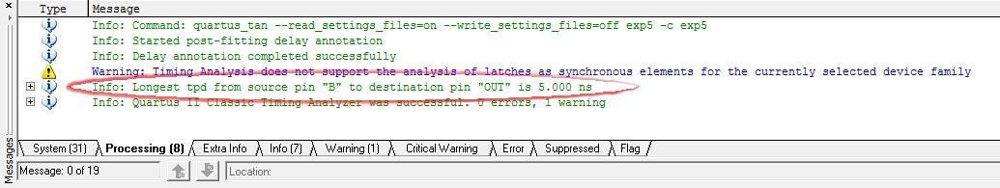 Type Message
Info: Command: quartus_tan --read_settings_files=on --write_settings_files=off exp5 -c exp5
Info: Started post-fitting delay annotation
Info: Delay annotation completed successfully
Warning: Timing Analysis does not support the analysis of latches as synchronous elements for the currently selected device family
Info: Longest tpd from source pin "B" to destination pin "OUT" is 5.000 ns
Info: Quartus II Classic Timing Analyzer was successful. 0 errors, 1 warning
System (31) Processing (8) Extra Info Info (7) Warning (1) Critical Warning Error Suppressed Flag
Messages
Message: 0 of 19 Location: